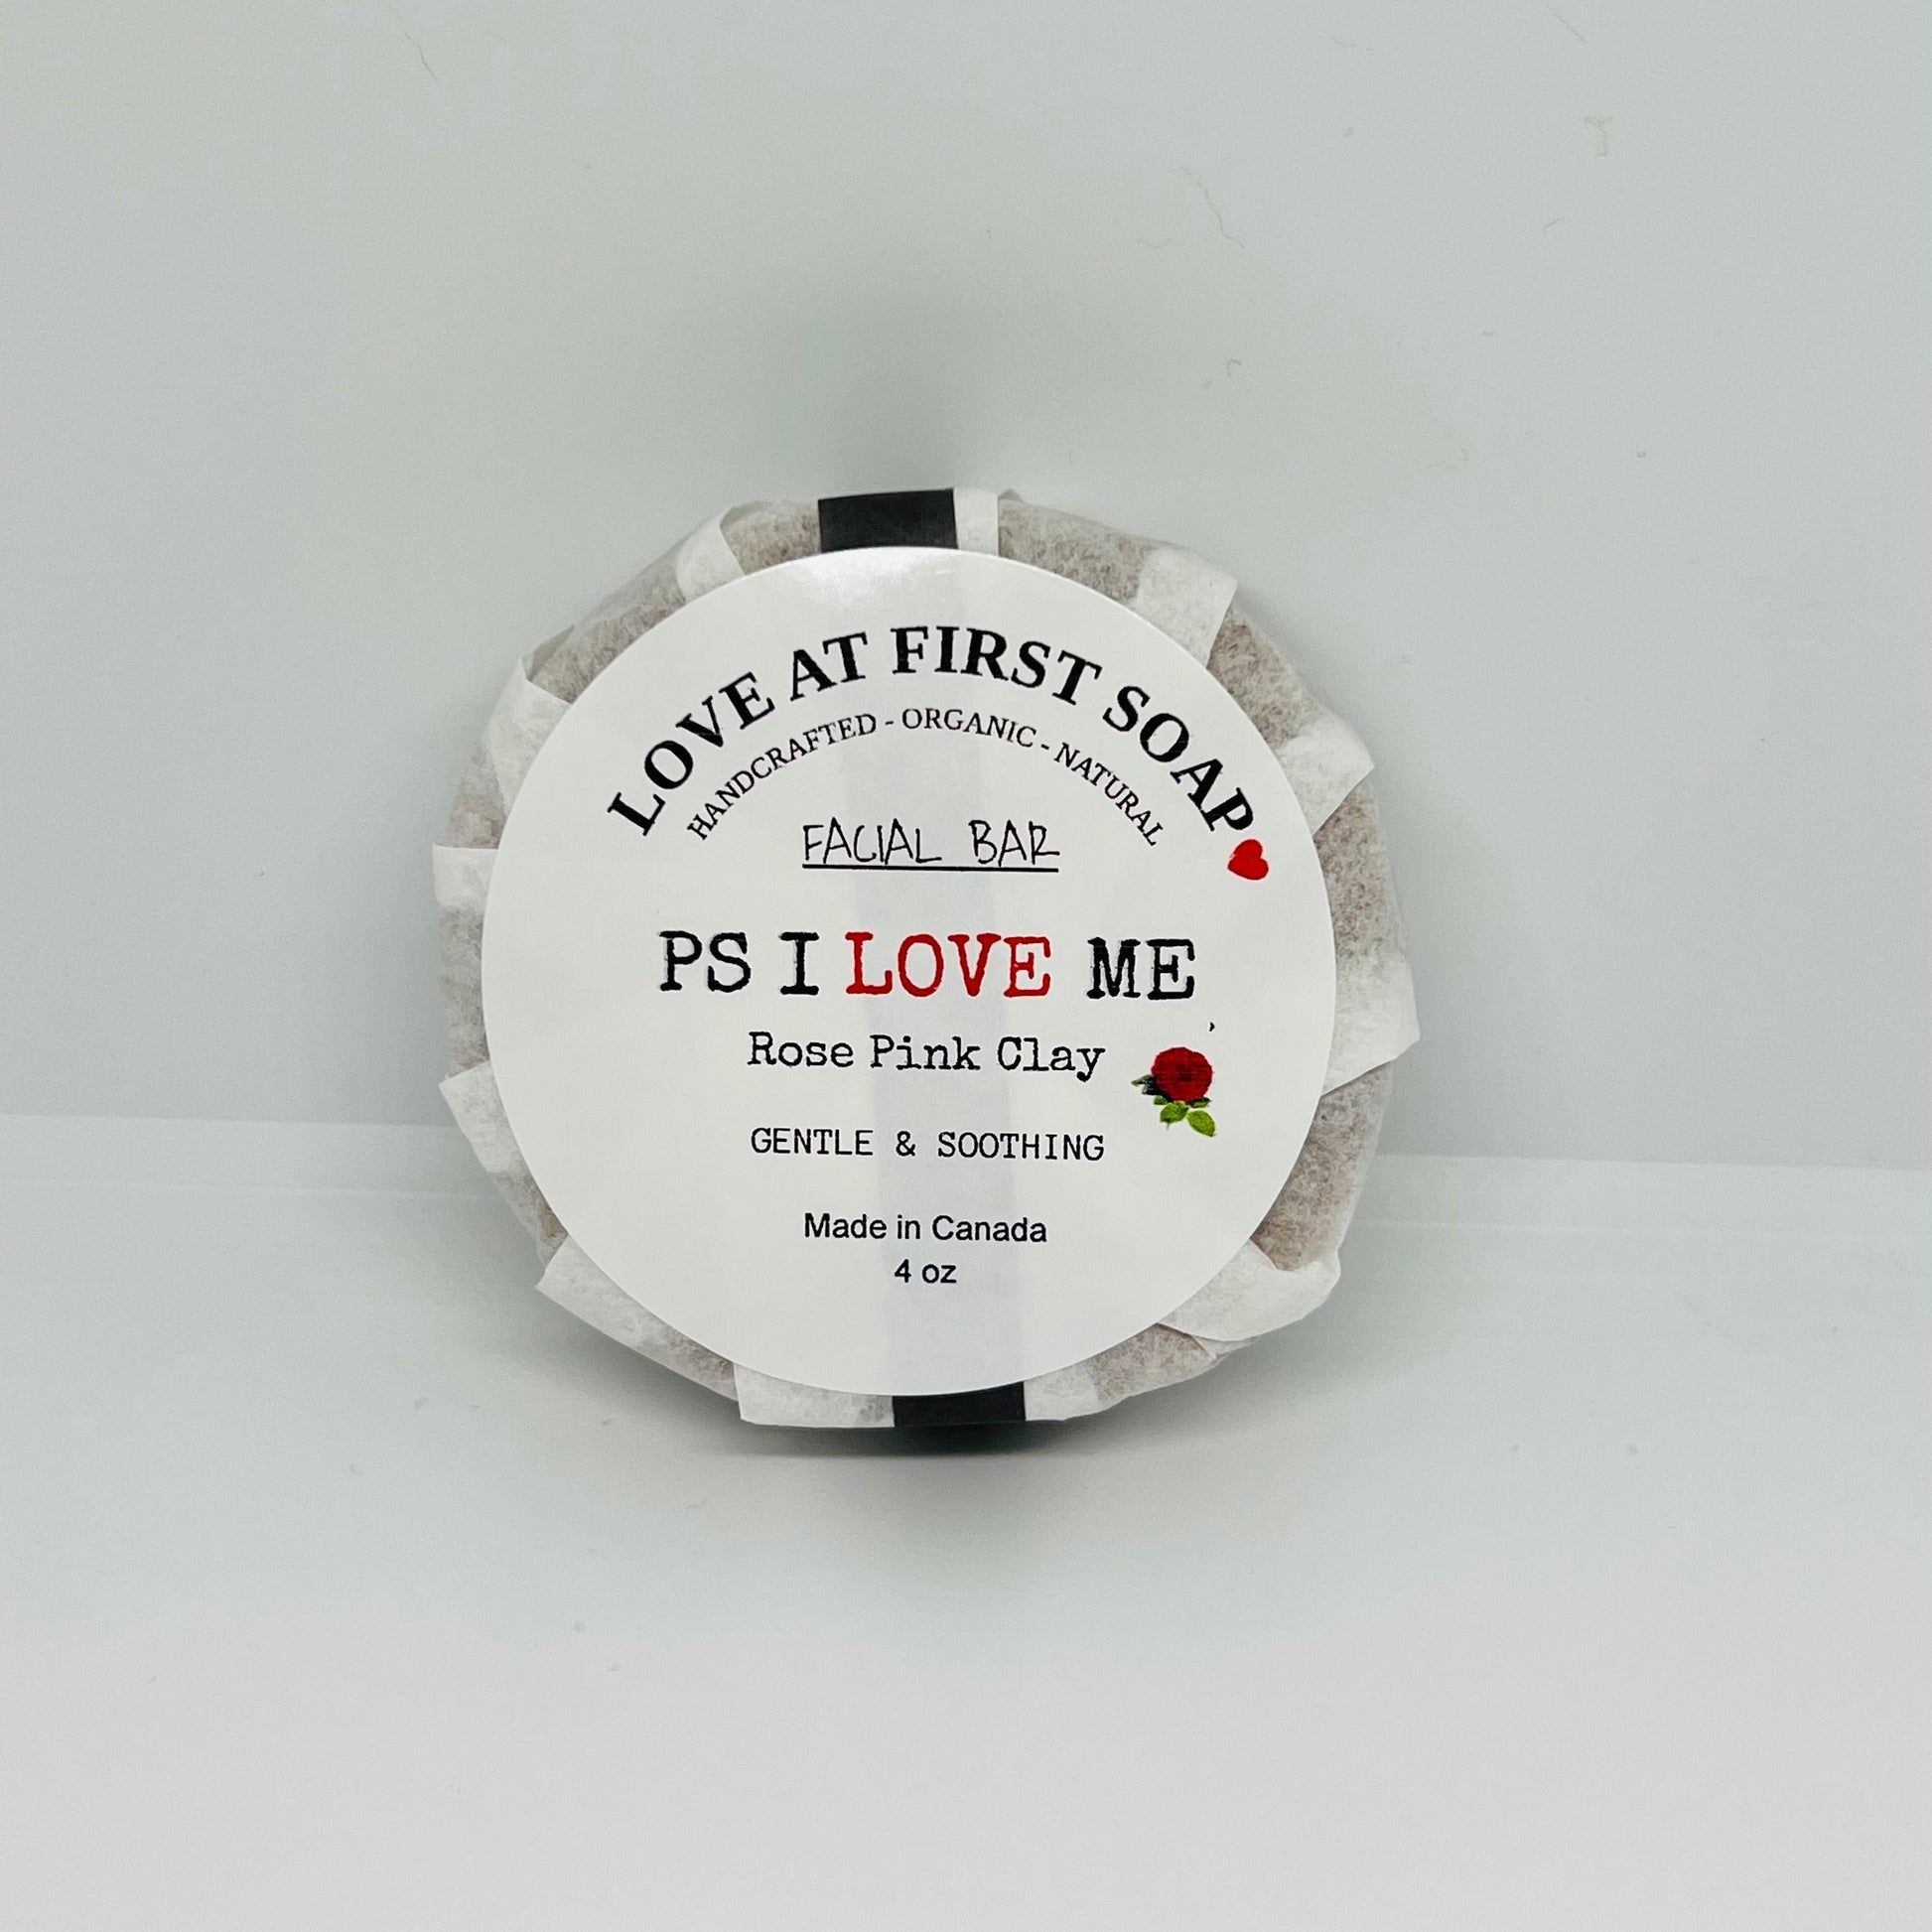 LOVE AT FIRST SOAP
HANDCRAFTED - ORGANIC - NATURAL
FACIAL BAR
PS I LOVE ME
Rose Pink Clay
GENTLE & SOOTHING
Made in Canada
4 oz